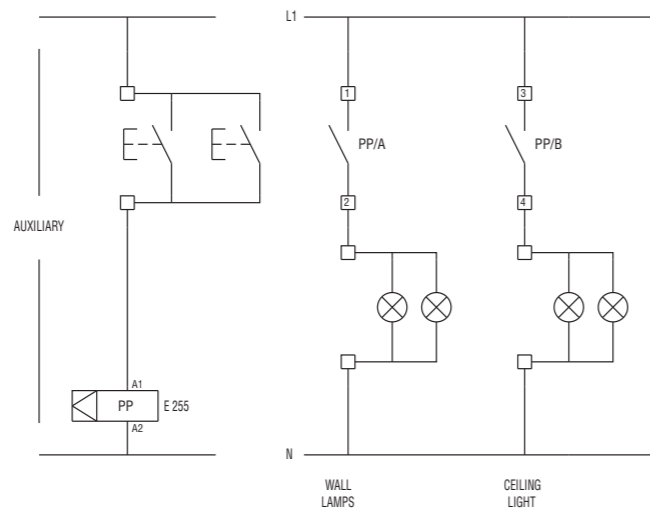 L1
1
3
PP/A
PP/B
2
4
AUXILIARY
A1
PP
E 255
A2
N
WALL
LAMPS
CEILING
LIGHT